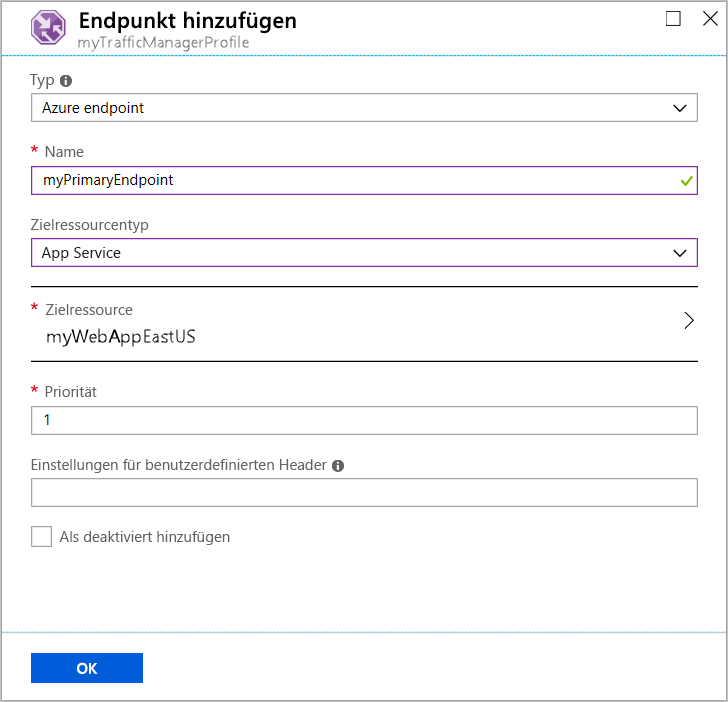 Endpunkt hinzufügen
myTrafficManagerProfile
Typ
Azure endpoint
* Name
myPrimaryEndpoint
Zielressourcentyp
App Service
* Zielressource
myWebAppEastUS
* Priorität
1
Einstellungen für benutzerdefinierten Header
Als deaktiviert hinzufügen
OK